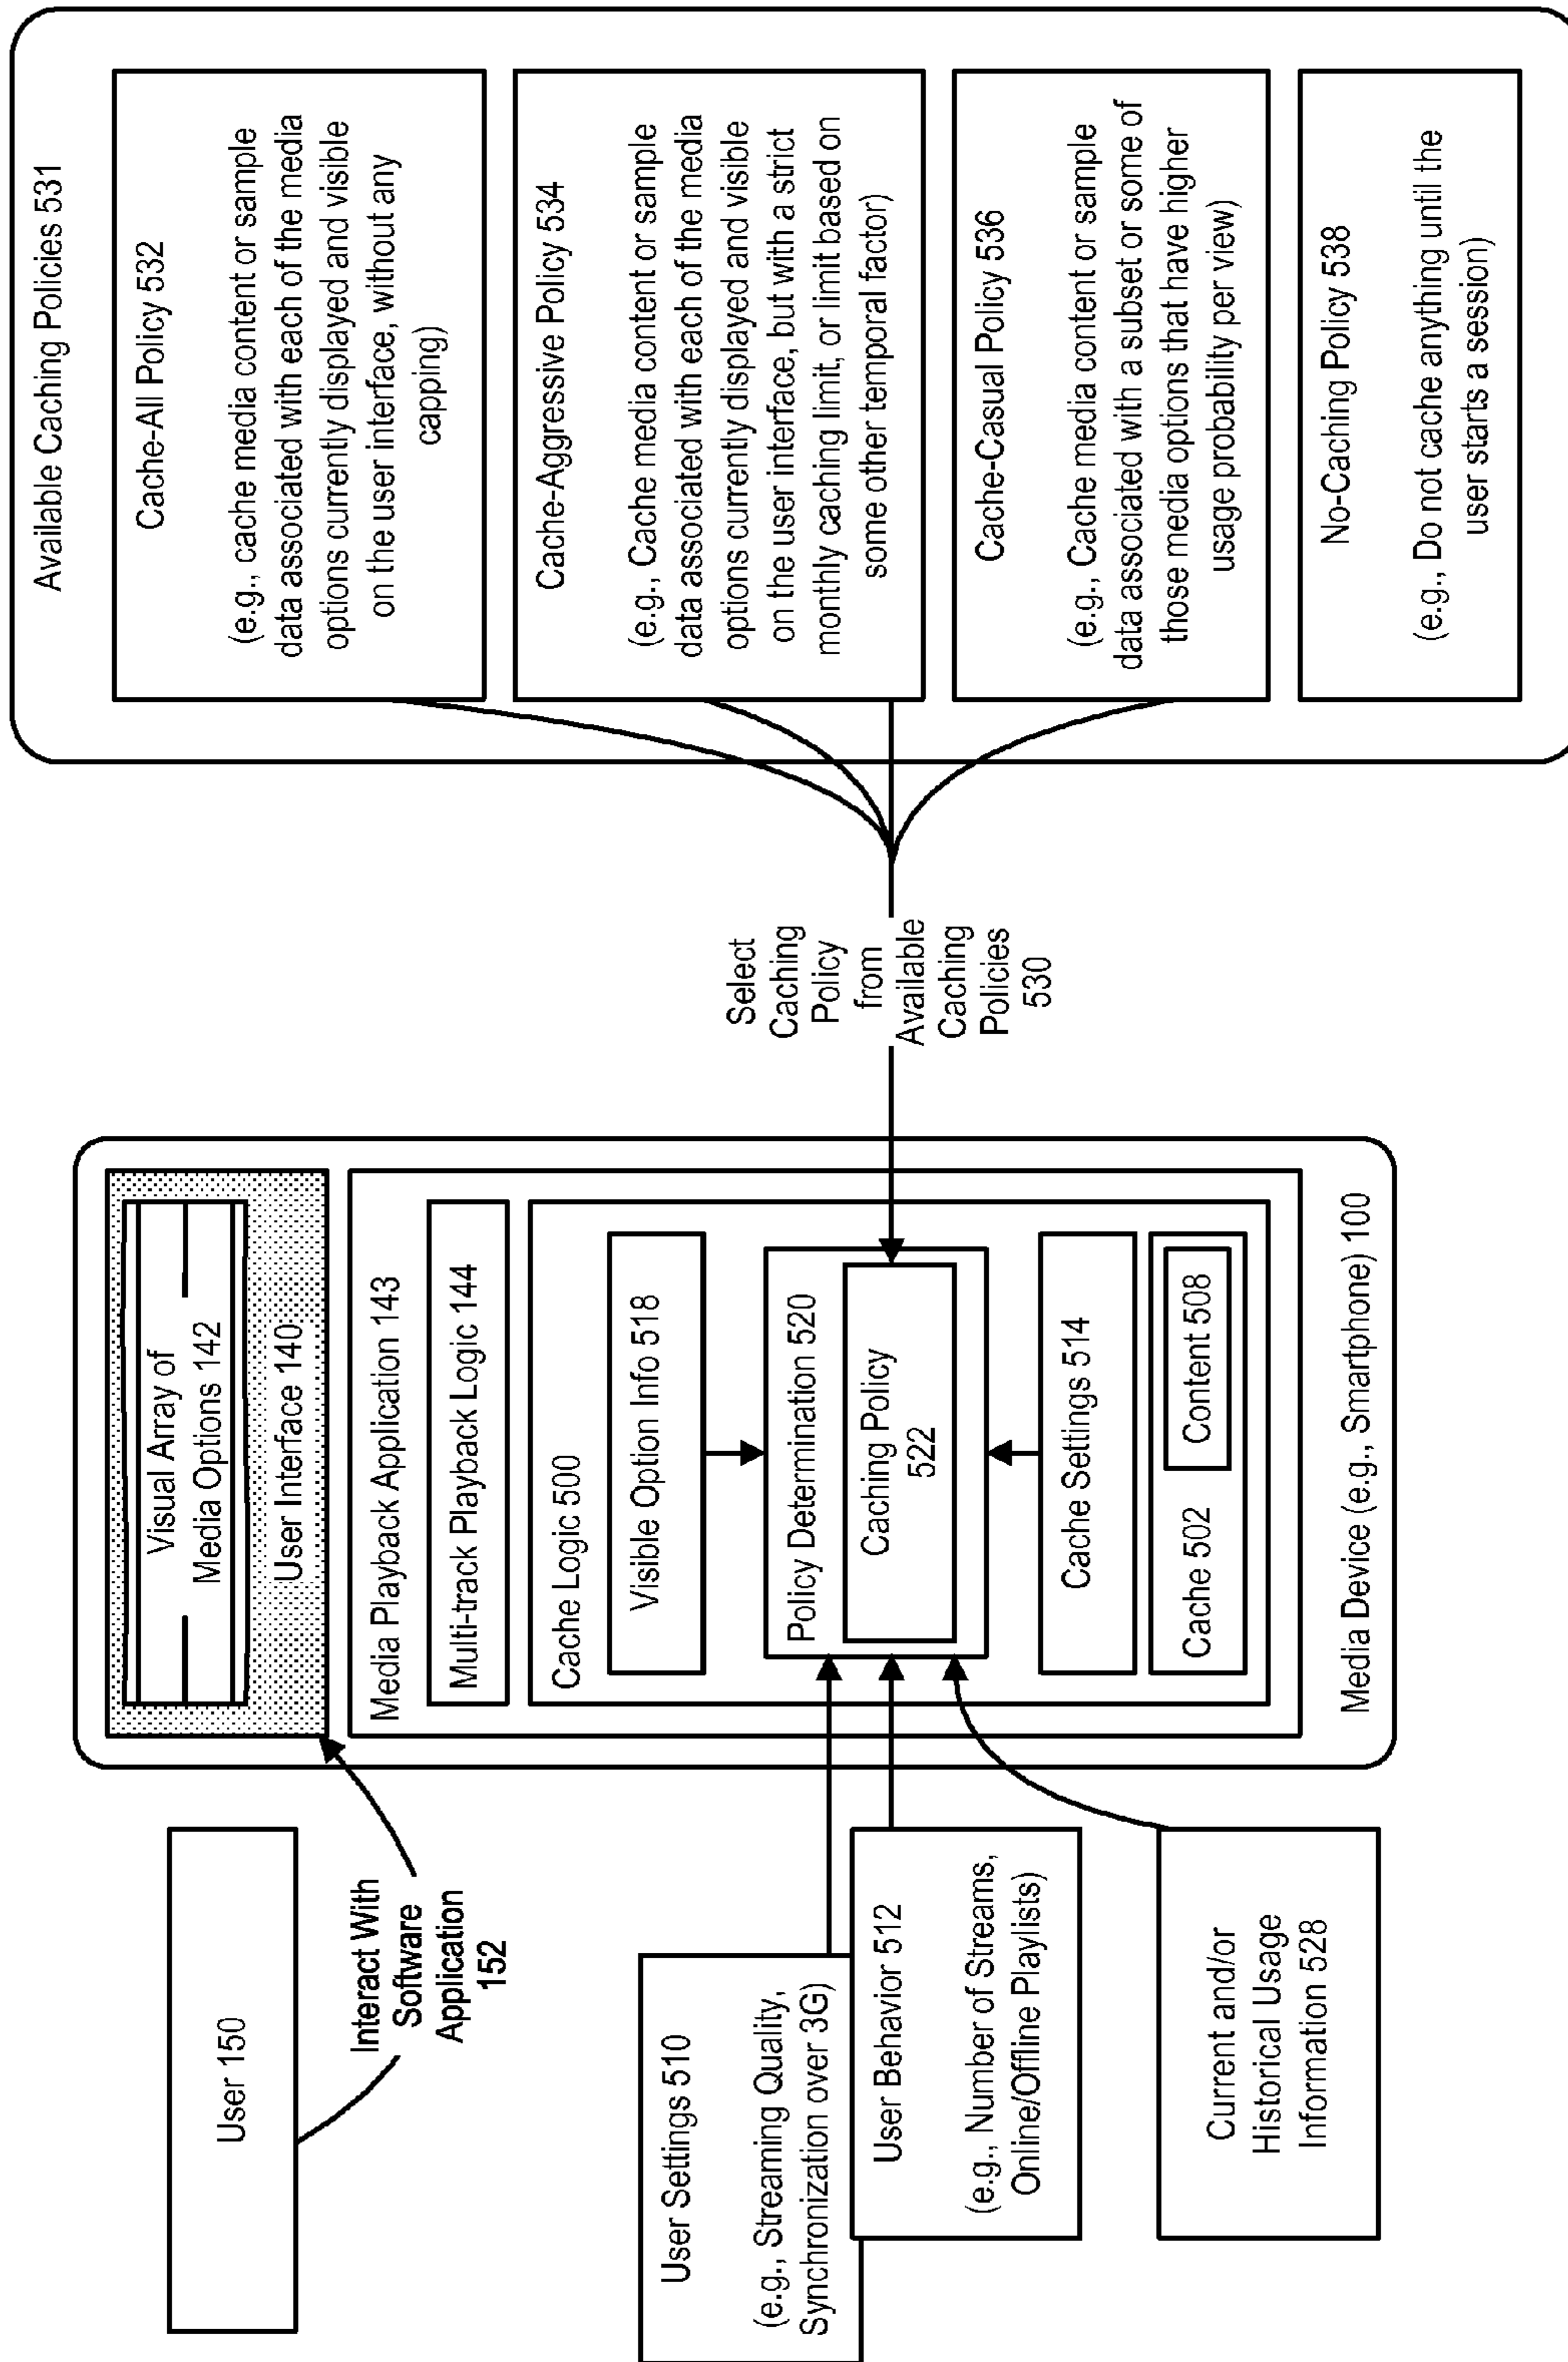 User 150
Interact With
Software
Application
152
User Settings 510
(e.g., Streaming Quality,
Synchronization over 3G)
User Behavior 512
(e.g., Number of Streams,
Online/Offline Playlists)
Current and/or
Historical Usage
Information 528
Visual Array of
Media Options 142
User Interface 140
Media Playback Application 143
Multi-track Playback Logic 144
Cache Logic 500
Visible Option Info 518
Policy Determination 520
Caching Policy
522
Cache Settings 514
Cache 502
Content 508
Media Device (e.g., Smartphone) 100
Select
Caching
Policy
from
Available
Caching
Policies
530
Available Caching Policies 531
Cache-All Policy 532
(e.g., cache media content or sample
data associated with each of the media
options currently displayed and visible
on the user interface, without any
capping)
Cache-Aggressive Policy 534
(e.g., Cache media content or sample
data associated with each of the media
options currently displayed and visible
on the user interface, but with a strict
monthly caching limit, or limit based on
some other temporal factor)
Cache-Casual Policy 536
(e.g., Cache media content or sample
data associated with a subset or some of
those media options that have higher
usage probability per view)
No-Caching Policy 538
(e.g., Do not cache anything until the
user starts a session)